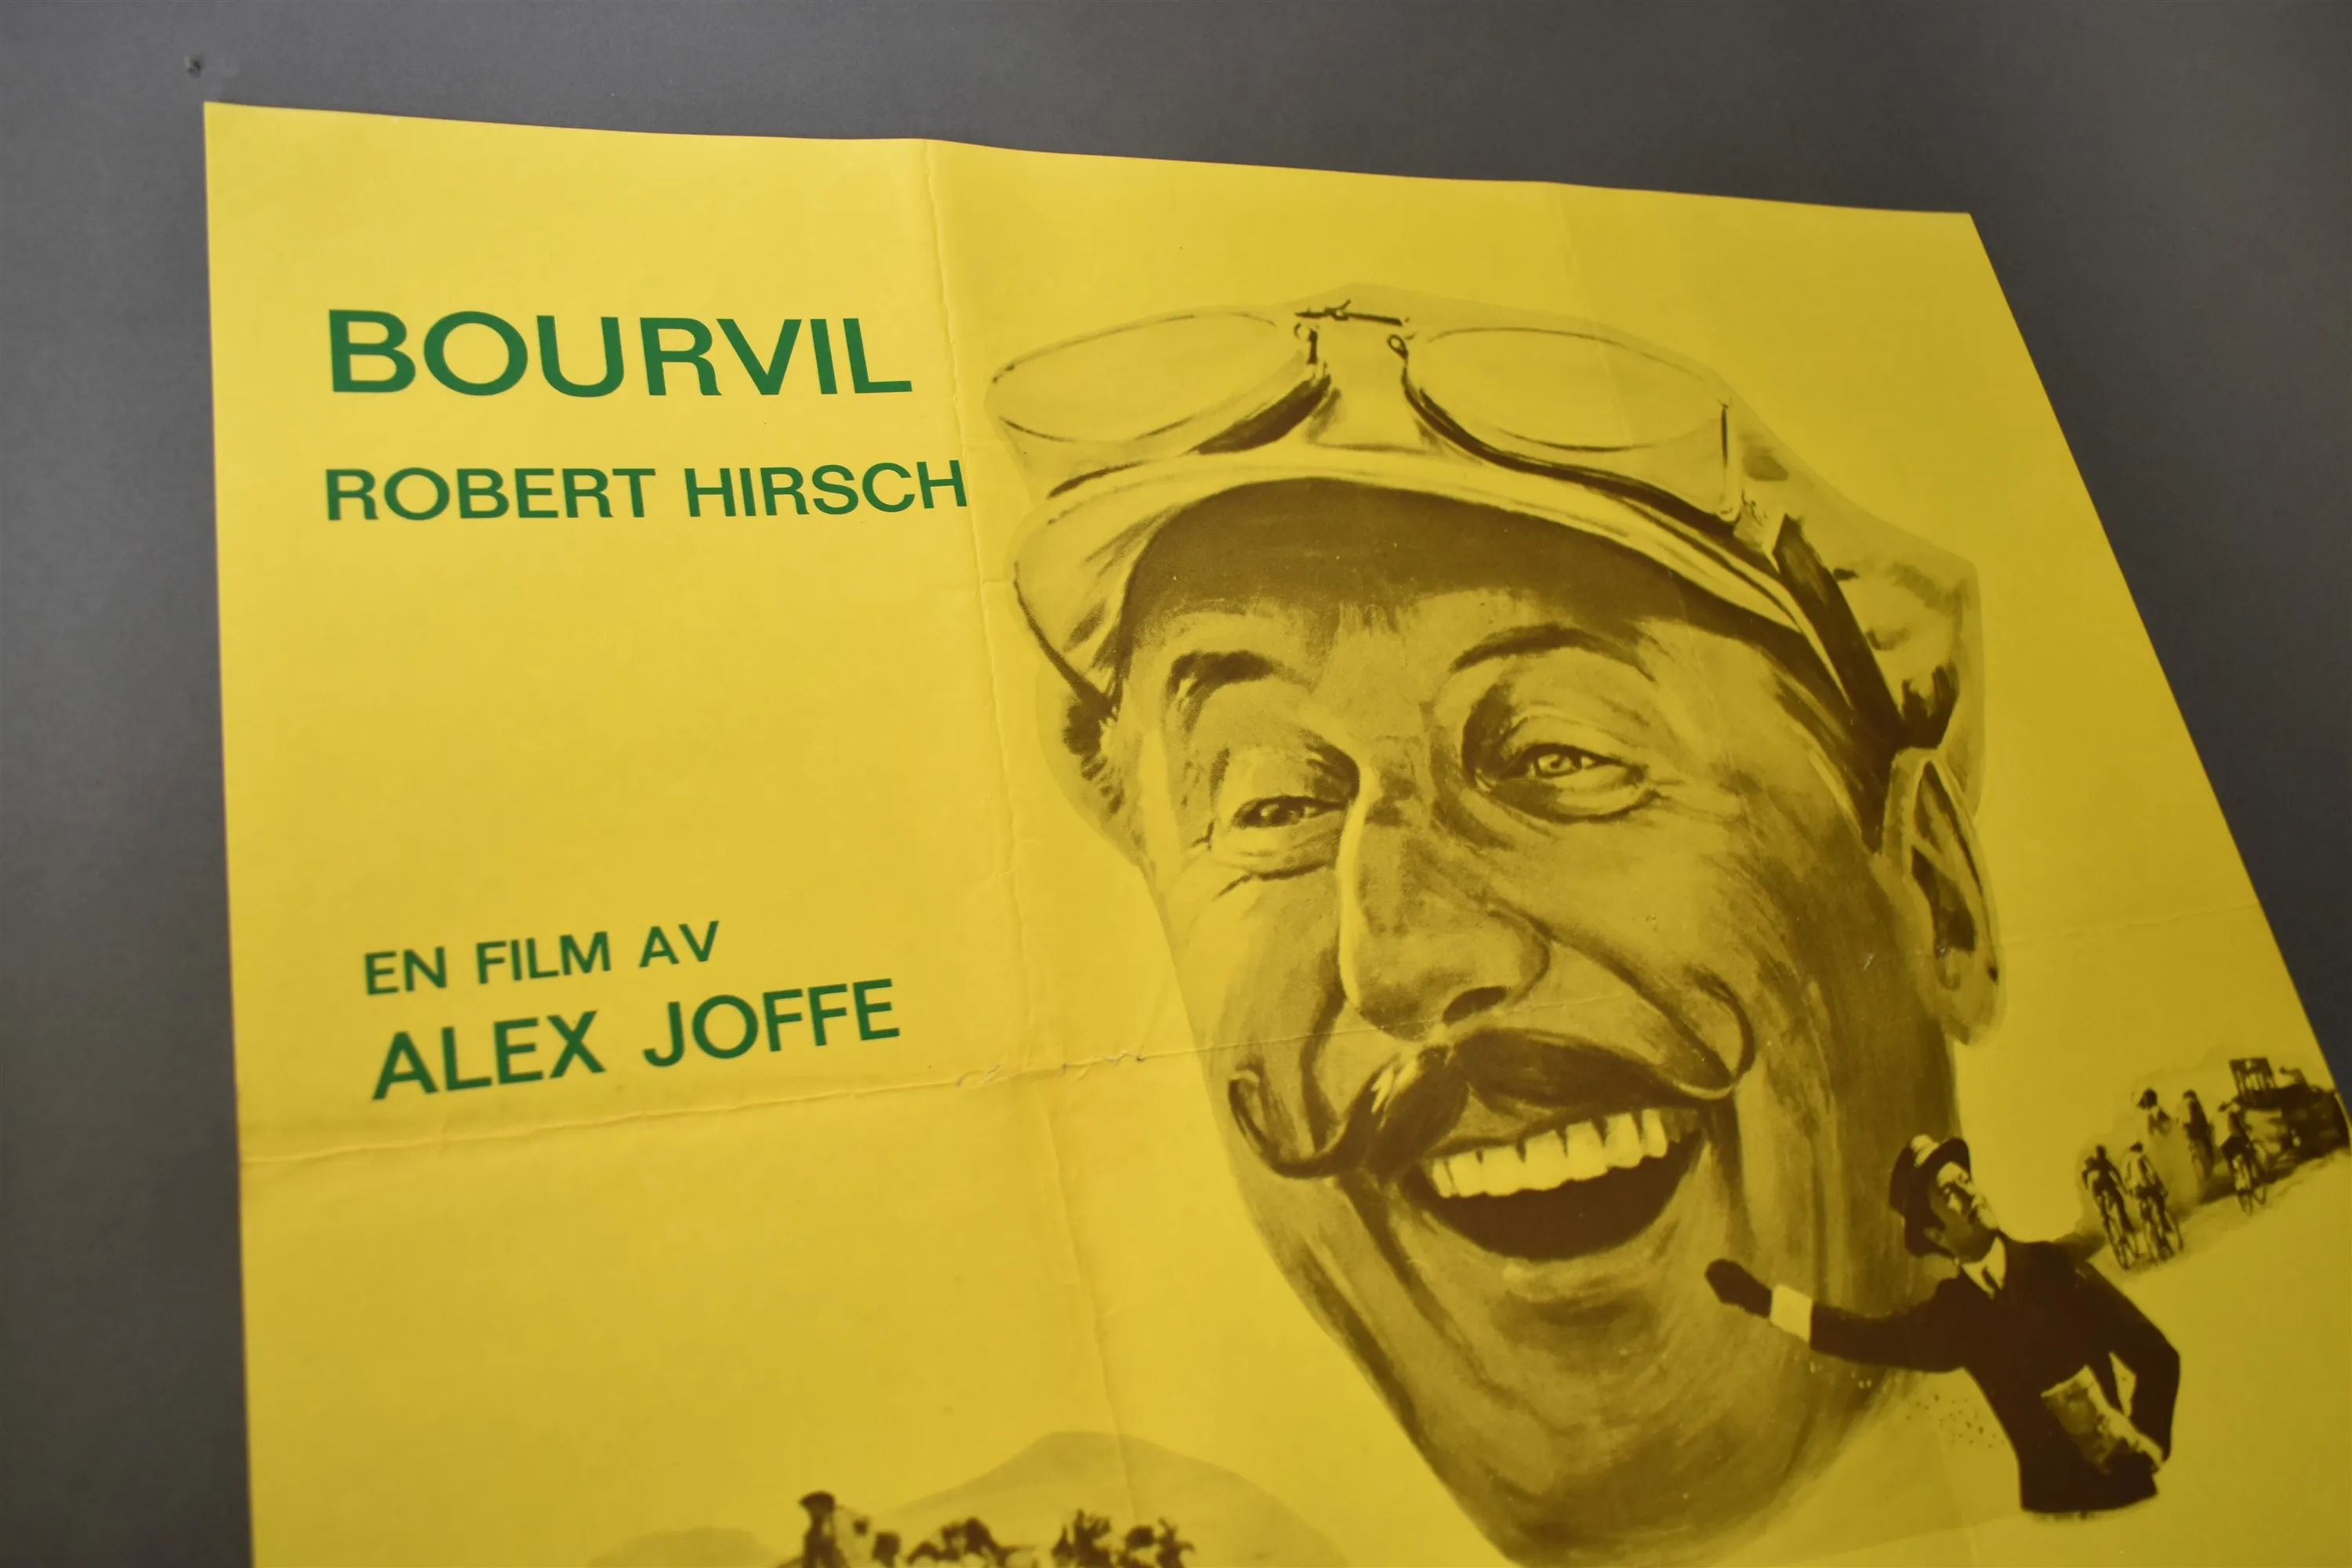 BOURVIL
ROBERT HIRSCH
EN FILM AV
ALEX JOFFE